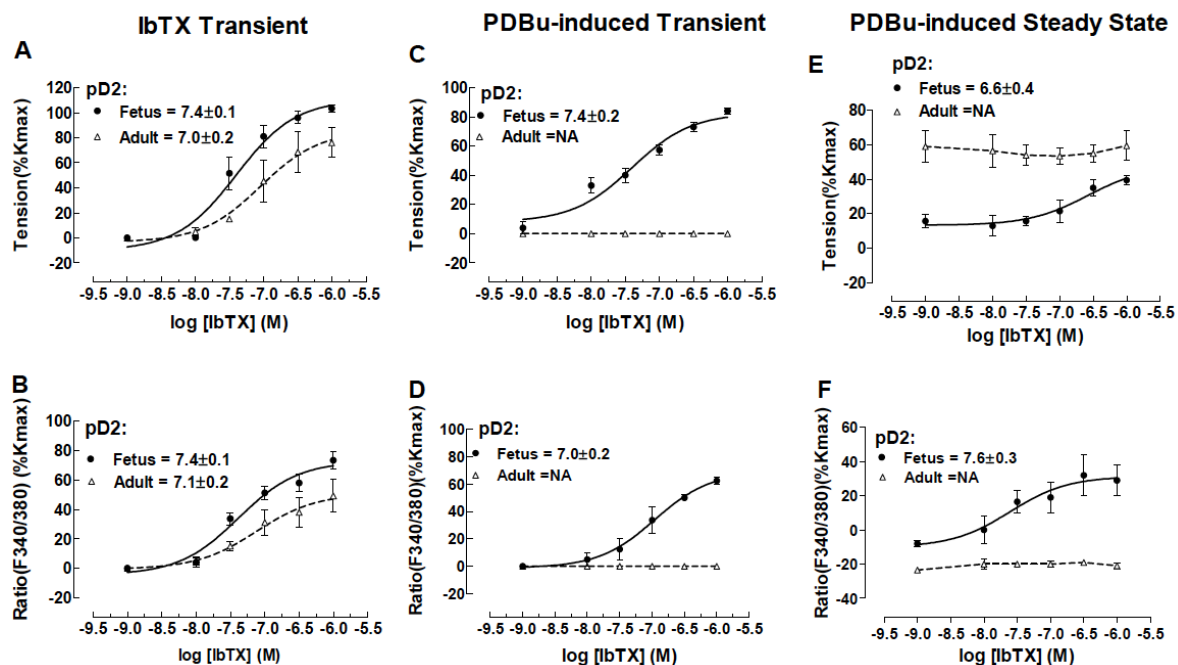 IbTX Transient
PDBu-induced Transient
PDBu-induced Steady State
A
pD2:
Fetus = 7.4±0.1
Adult = 7.0±0.2
Tension(%Kmax)
120
100
80
60
40
20
0
-20
-9.5 -9.0 -8.5 -8.0 -7.5 -7.0 -6.5 -6.0 -5.5
log [IbTX] (M)
C
pD2:
Fetus = 7.4±0.2
Adult =NA
Tension(%Kmax)
100
80
60
40
20
0
-20
-9.5 -9.0 -8.5 -8.0 -7.5 -7.0 -6.5 -6.0 -5.5
log [IbTX] (M)
E
pD2:
Fetus = 6.6±0.4
Adult =NA
Tension(%Kmax)
80
60
40
20
0
-20
-9.5 -9.0 -8.5 -8.0 -7.5 -7.0 -6.5 -6.0 -5.5
log [IbTX] (M)
B
pD2:
Fetus = 7.4±0.1
Adult = 7.1±0.2
Ratio(F340/380) (%Kmax)
100
80
60
40
20
0
-20
-9.5 -9.0 -8.5 -8.0 -7.5 -7.0 -6.5 -6.0 -5.5
log [IbTX] (M)
D
pD2:
Fetus = 7.0±0.2
Adult =NA
Ratio(F340/380)(%Kmax)
100
80
60
40
20
0
-20
-9.5 -9.0 -8.5 -8.0 -7.5 -7.0 -6.5 -6.0 -5.5
log [IbTX] (M)
F
pD2:
Fetus = 7.6±0.3
Adult =NA
Ratio(F340/380)(%Kmax)
60
40
20
0
-20
-40
-9.5 -9.0 -8.5 -8.0 -7.5 -7.0 -6.5 -6.0 -5.5
log [IbTX] (M)